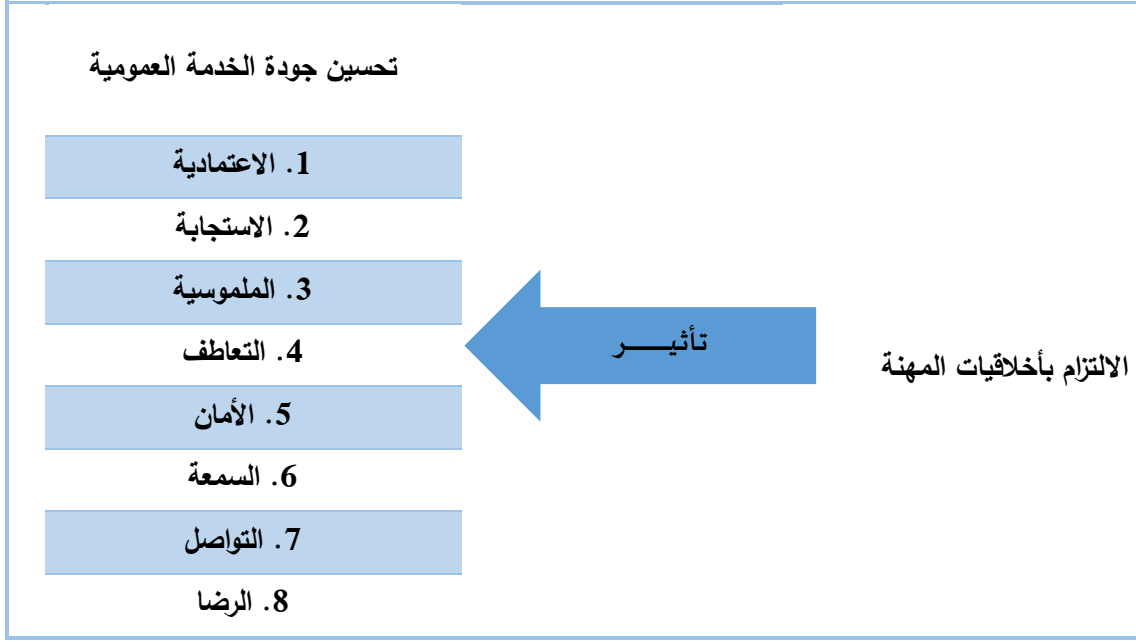 تحسين جودة الخدمة العمومية
1. الاعتمادية
2. الاستجابة
3. الملموسية
4. التعاطف
5. الأمان
6. السمعة
7. التواصل
8. الرضا
تأثيـــــر
الالتزام بأخلاقيات المهنة